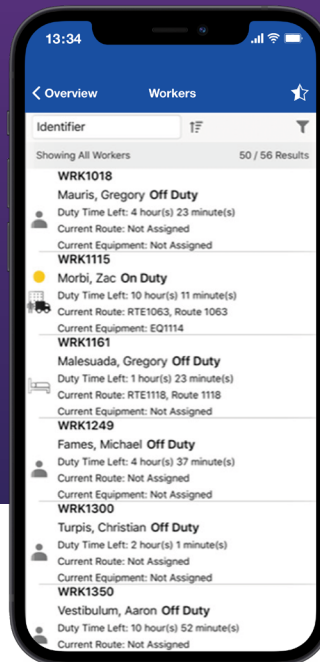 13:34
Overview Workers
Identifier
Showing All Workers 50 / 56 Results
WRK1018
Mauris, Gregory Off Duty
Duty Time Left: 4 hour(s) 23 minute(s)
Current Route: Not Assigned
Current Equipment: Not Assigned
WRK1115
Morbi, Zac On Duty
Duty Time Left: 10 hour(s) 11 minute(s)
Current Route: RTE1063, Route 1063
Current Equipment: EQ1114
WRK1161
Malesuada, Gregory Off Duty
Duty Time Left: 1 hour(s) 23 minute(s)
Current Route: RTE1118, Route 1118
Current Equipment: Not Assigned
WRK1249
Fames, Michael Off Duty
Duty Time Left: 4 hour(s) 37 minute(s)
Current Route: Not Assigned
Current Equipment: Not Assigned
WRK1300
Turpis, Christian Off Duty
Duty Time Left: 2 hour(s) 1 minute(s)
Current Route: Not Assigned
Current Equipment: Not Assigned
WRK1350
Vestibulum, Aaron Off Duty
Duty Time Left: 10 hour(s) 52 minute(s)
Current Route: Not Assigned